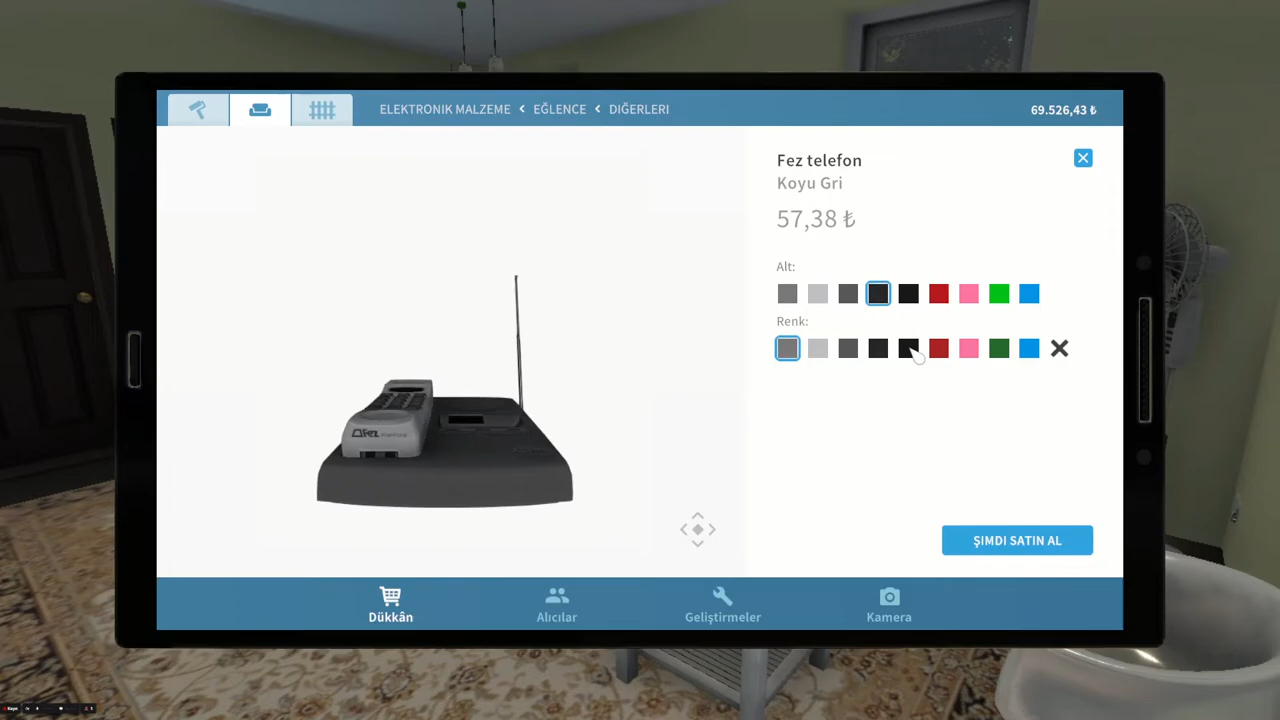 ELEKTRONIK MALZEME < EĞLENCE < DIĞERLERI
69.526,43 ₺
Fez telefon
Koyu Gri
57,38 ₺
Alt:
Renk:
Fez
ŞIMDI SATIN AL
Dükkân
Alıcılar
Geliştirmeler
Kamera